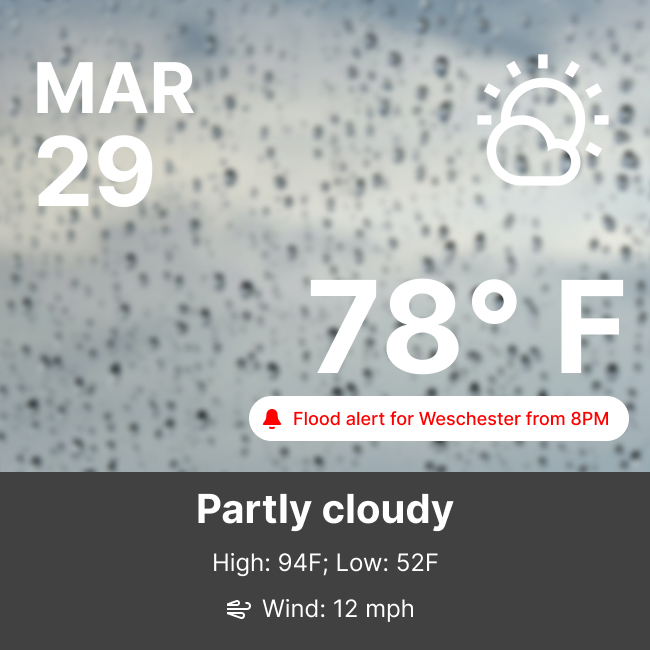 MAR
29
78° F
Flood alert for Weschester from 8PM
Partly cloudy
High: 94F; Low: 52F
Wind: 12 mph